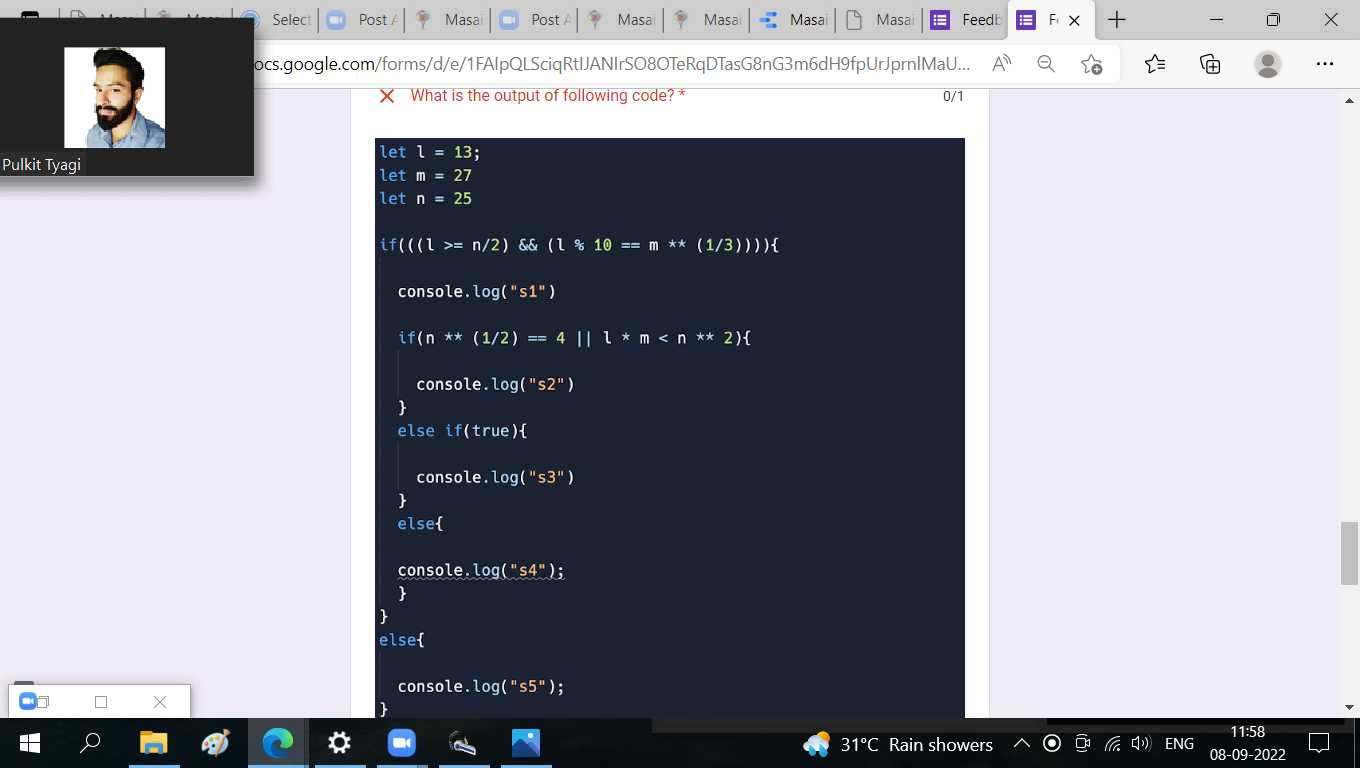 Masai
Masai
Select
Post A
Masai
Post A
Masai
Masai
Masai
Masai
Feedb
Fe
ocs.google.com/forms/d/e/1FAIpQLSciqRtIJANIrSO8OTeRqDTasG8nG3m6dH9fpUrJprnlMaU...
Pulkit Tyagi
What is the output of following code? *
0/1
let l = 13;
let m = 27
let n = 25
if(((l >= n/2) && (l % 10 == m ** (1/3)))){
console.log("s1")
if(n ** (1/2) == 4 || l * m < n ** 2){
console.log("s2")
}
else if(true){
console.log("s3")
}
else{
console.log("s4");
}
}
else{
console.log("s5");
}
31°C Rain showers
ENG
11:58
08-09-2022